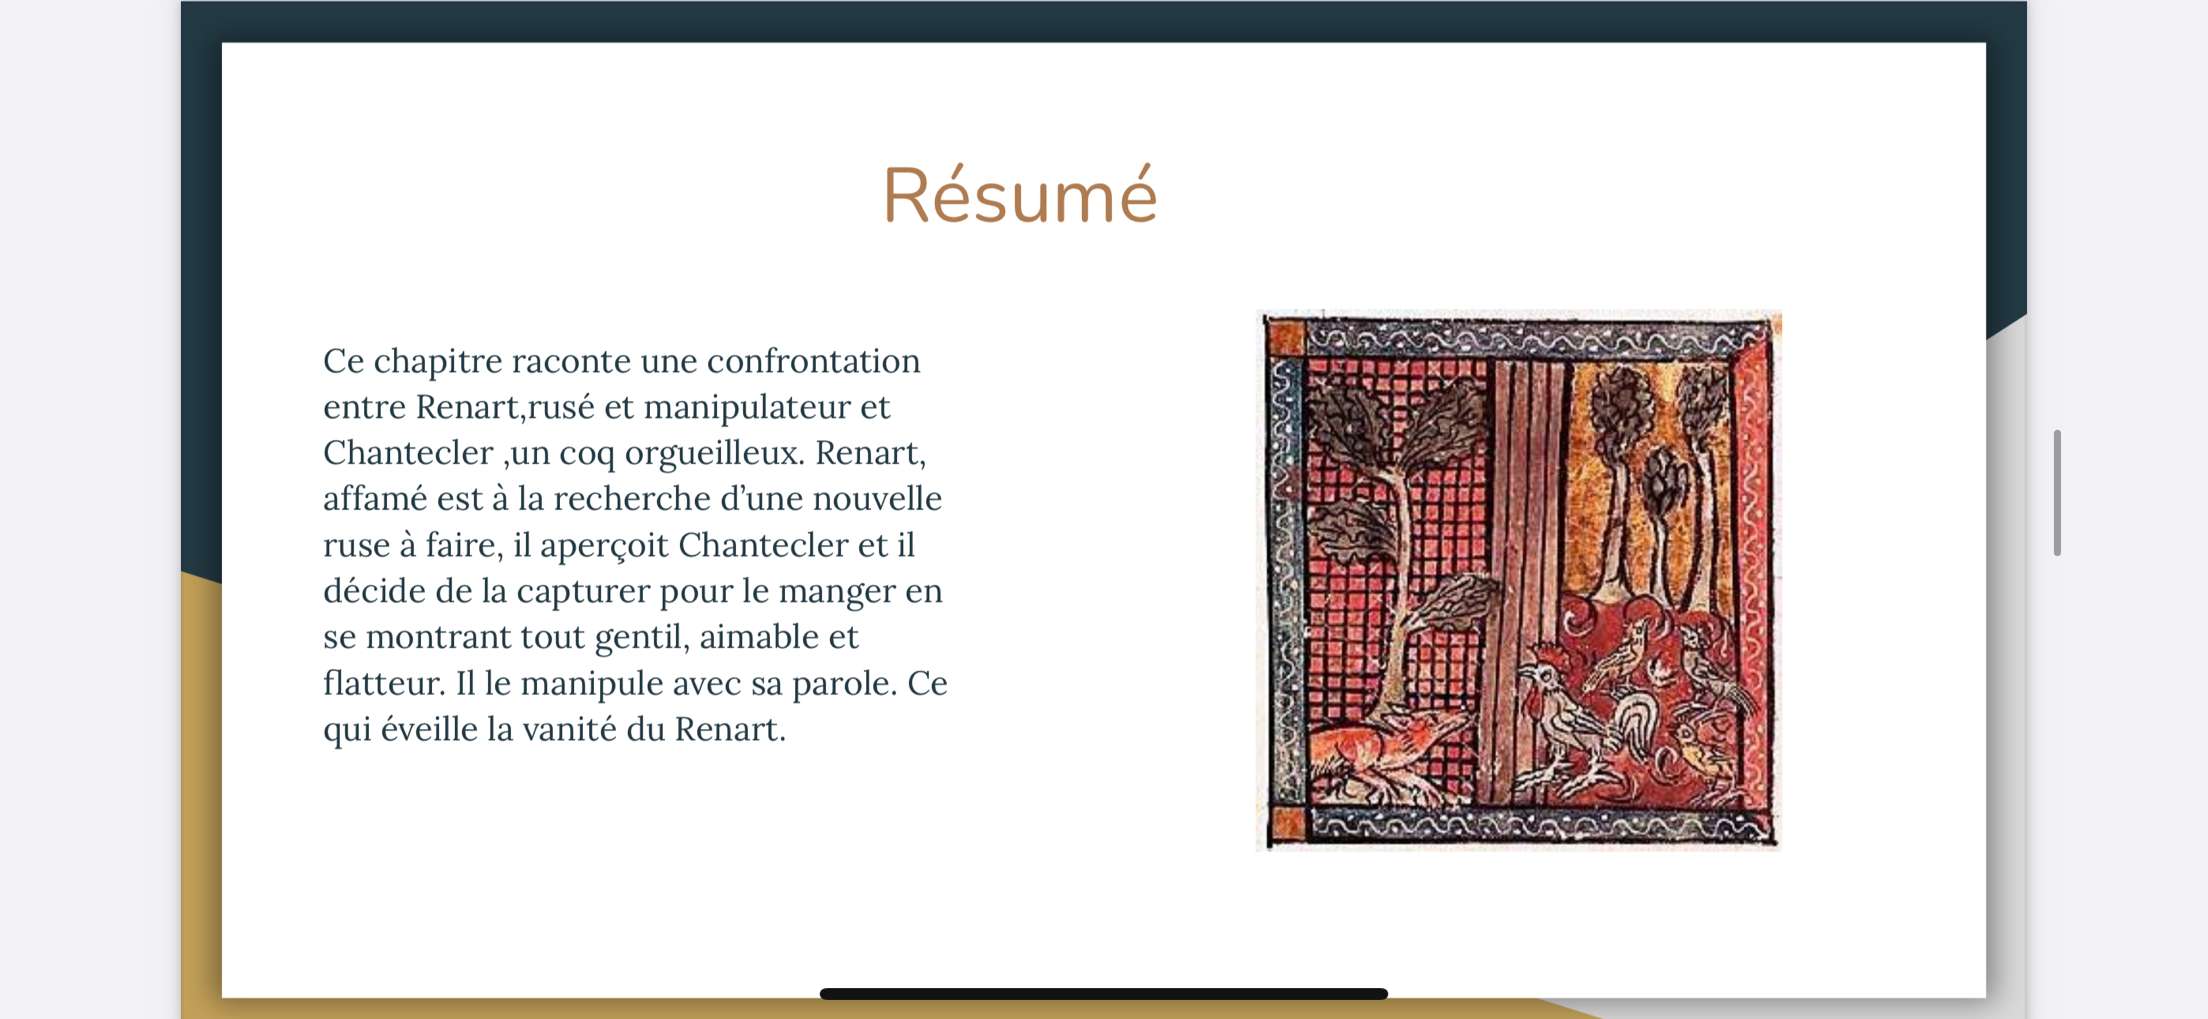 Résumé
Ce chapitre raconte une confrontation
entre Renart,rusé et manipulateur et
Chantecler ,un coq orgueilleux. Renart,
affamé est à la recherche d’une nouvelle
ruse à faire, il aperçoit Chantecler et il
décide de la capturer pour le manger en
se montrant tout gentil, aimable et
flatteur. Il le manipule avec sa parole. Ce
qui éveille la vanité du Renart.